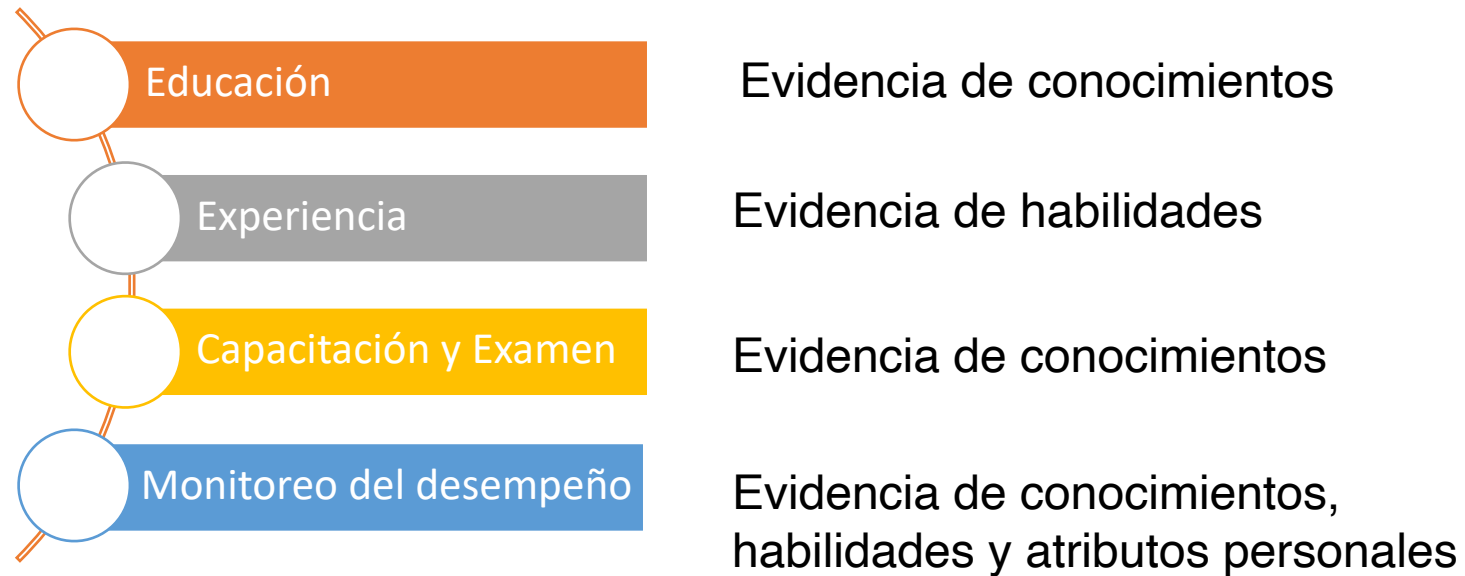 Educación
Evidencia de conocimientos
Experiencia
Evidencia de habilidades
Capacitación y Examen
Evidencia de conocimientos
Monitoreo del desempeño
Evidencia de conocimientos,
habilidades y atributos personales